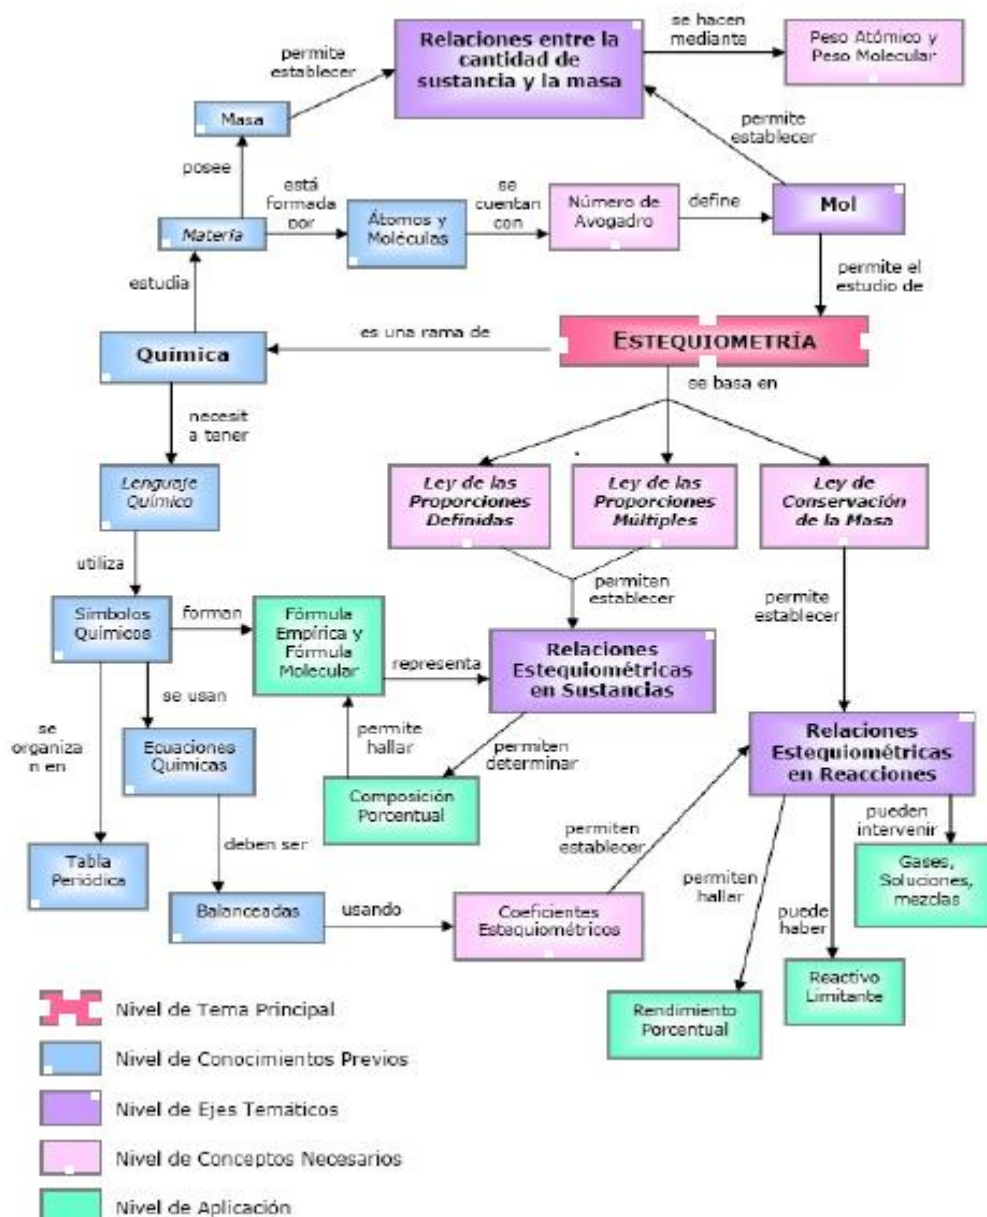 Relaciones entre la
cantidad de
sustancia y la masa
se hacen
mediante
Peso Atómico y
Peso Molecular
permite
establecer
Masa
permite
establecer
posee
está
formada
por
se
cuentan
con
Número de
Avogadro
define
Mol
Materia
Átomos y
Moléculas
estudia
permite el
estudio de
es una rama de
ESTEQUIOMETRÍA
Química
se basa en
necesit
a tener
Lenguaje
Químico
Ley de las
Proporciones
Definidas
Ley de las
Proporciones
Múltiples
Ley de
Conservación
de la Masa
utiliza
permiten
establecer
permite
establecer
Símbolos
Químicos
forman
Fórmula
Empírica y
Fórmula
Molecular
representa
Relaciones
Estequiométricas
en Sustancias
se usan
se
organiza
n en
permite
hallar
permiten
determinar
Relaciones
Estequiométricas
en Reacciones
Ecuaciones
Químicas
Composición
Porcentual
permiten
establecer
pueden
intervenir
deben ser
Tabla
Periódica
permiten
hallar
Gases,
Soluciones,
mezclas
Balanceadas
usando
Coeficientes
Estequiométricos
puede
haber
Reactivo
Limitante
Rendimiento
Porcentual
Nivel de Tema Principal
Nivel de Conocimientos Previos
Nivel de Ejes Temáticos
Nivel de Conceptos Necesarios
Nivel de Aplicación